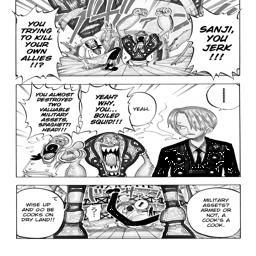 SANJI,
YOU
JERK
!!!
YOU
TRYING
TO KILL
YOUR
OWN
ALLIES
!!?
YEAH.
YEAH?
WHY,
YOU...
BOILED
SQUID!!!
YOU ALMOST
DESTROYED
TWO
VALUABLE
MILITARY
ASSETS,
SPAGHETTI
HEAD!!!
MILITARY
ASSETS?
ARMED OR
NOT, A
COOK'S A
COOK.
WISE UP
AND GO BE
COOKS ON
DRY LAND!!